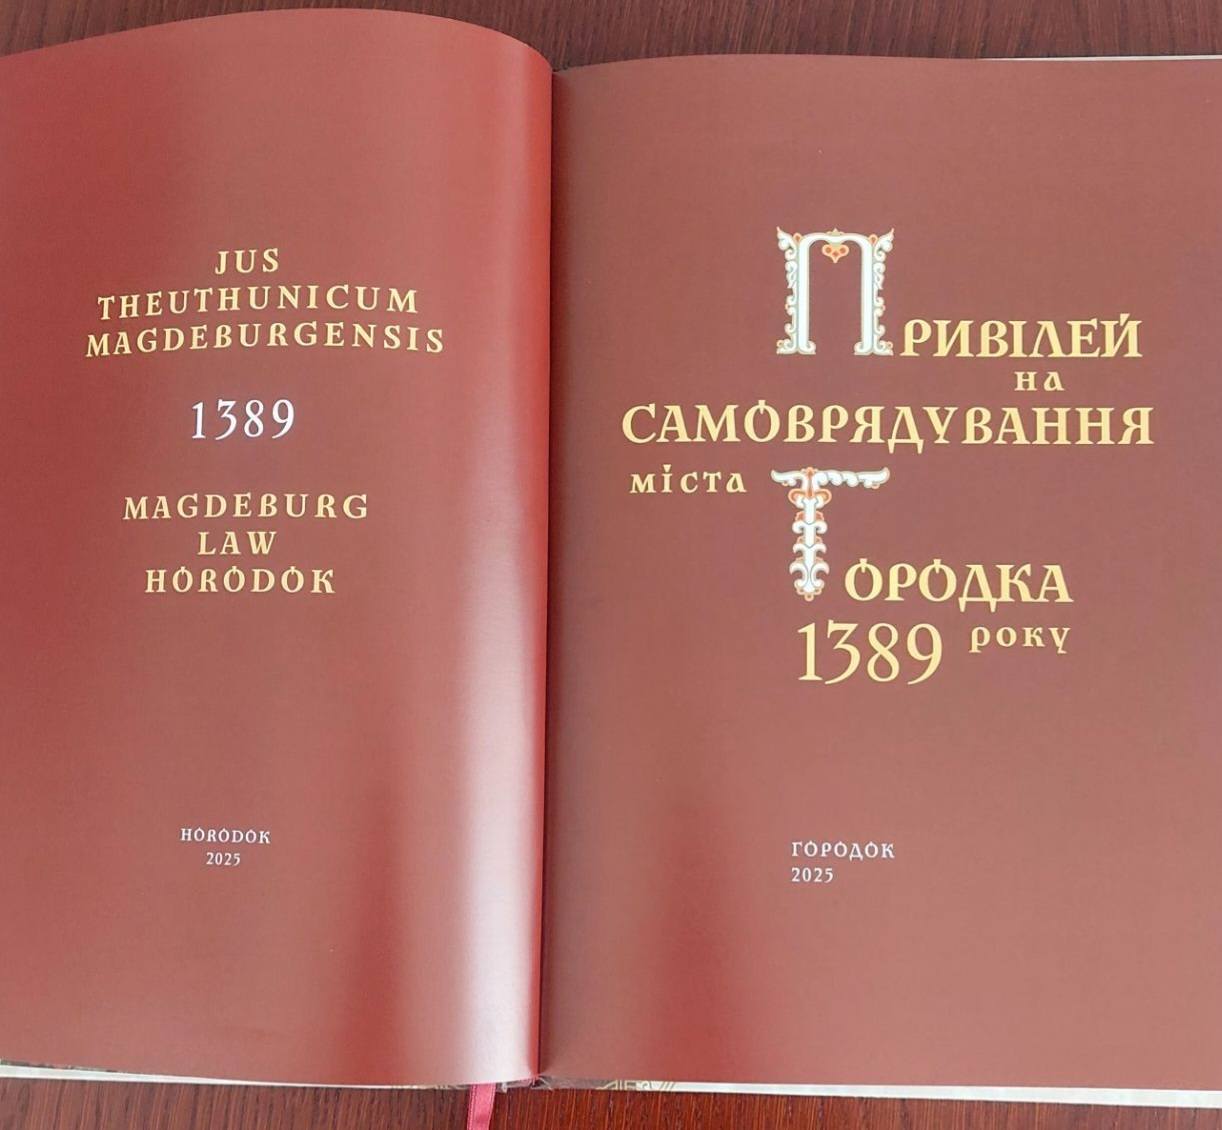 JUS
THEUTHUNICUM
MAGDEBURGENSIS
1389
MAGDEBURG
LAW
HORODOK
HORODOK
2025
ПРИВІЛЕЙ
на
САМОВРЯДУВАННЯ
міста
ГОРОДКА
1389 року
ГОРОДОК
2025